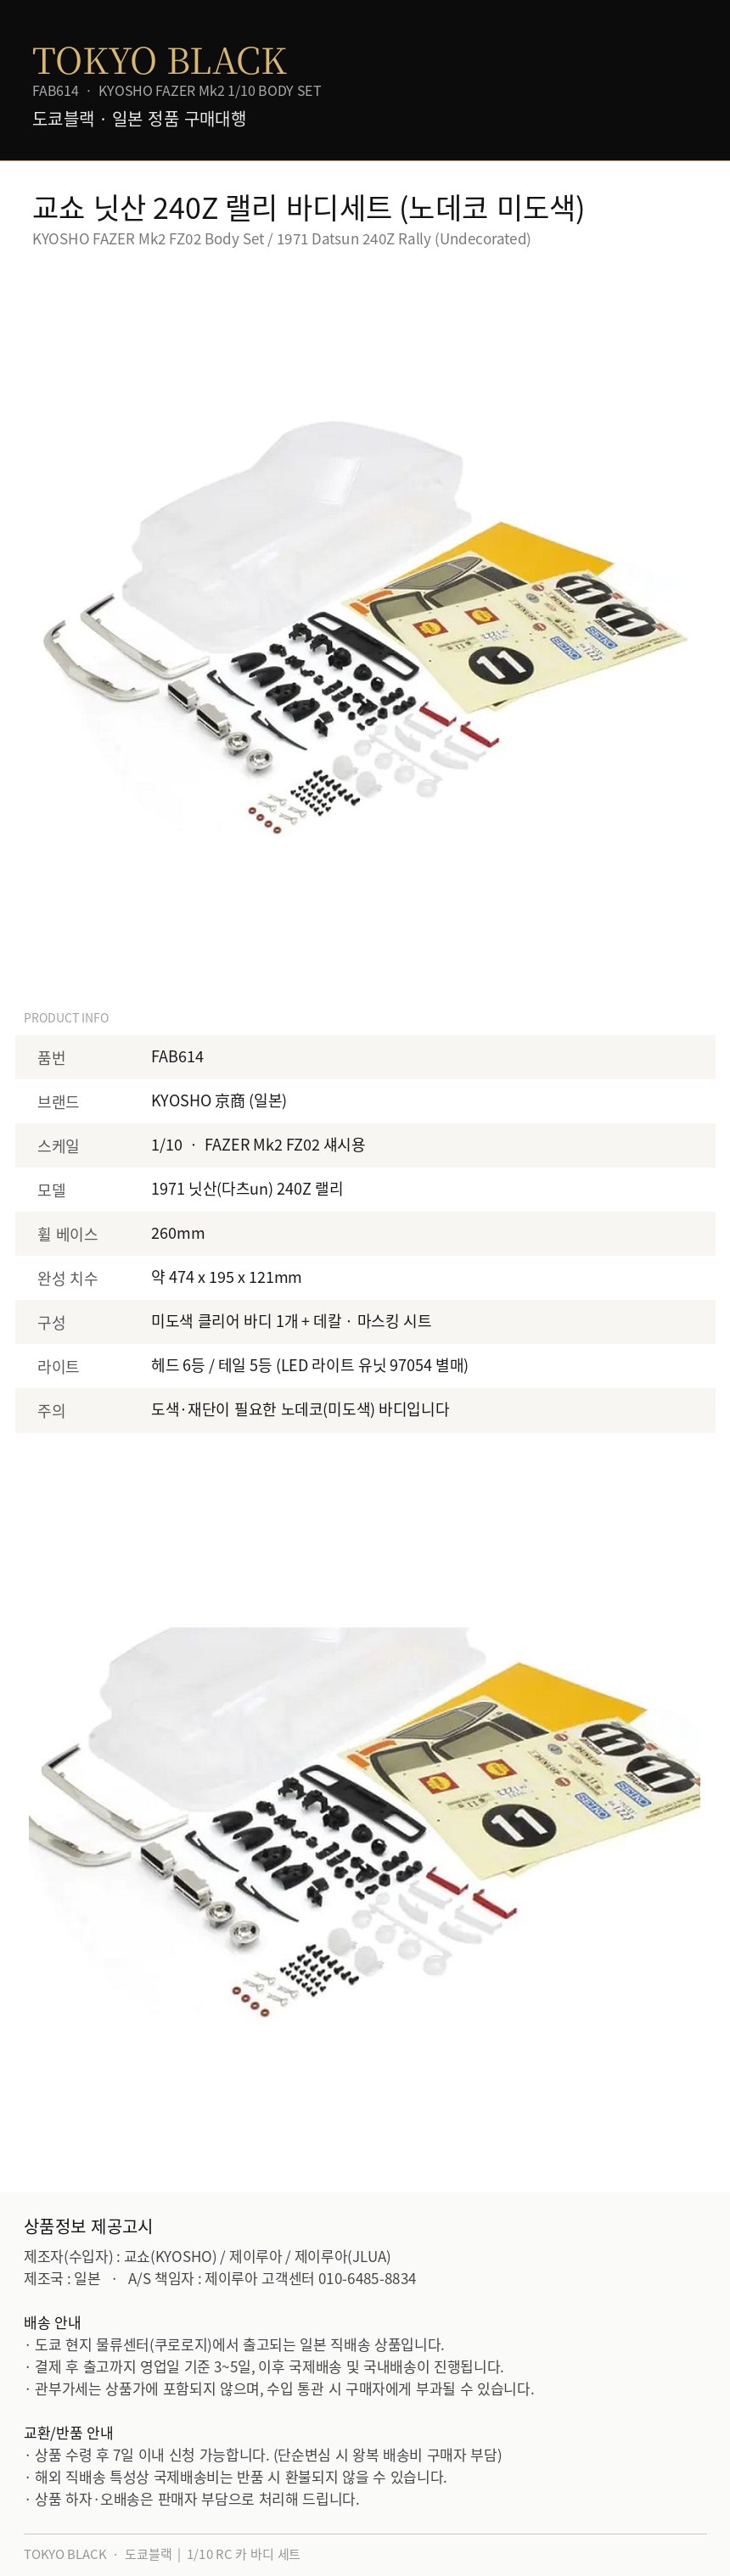 TOKYO BLACK
FAB614 · KYOSHO FAZER Mk2 1/10 BODY SET
도쿄블랙 · 일본 정품 구매대행
교쇼 닛산 240Z 랠리 바디세트 (노데코 미도색)
KYOSHO FAZER Mk2 FZ02 Body Set / 1971 Datsun 240Z Rally (Undecorated)
11
11
11
DUNLOP
SEIKO
SEIKO
PRODUCT INFO
품번 FAB614
브랜드 KYOSHO 京商 (일본)
스케일 1/10 · FAZER Mk2 FZ02 섀시용
모델 1971 닛산(다츠un) 240Z 랠리
휠 베이스 260mm
완성 치수 약 474 x 195 x 121mm
구성 미도색 클리어 바디 1개 + 데칼 · 마스킹 시트
라이트 헤드 6등 / 테일 5등 (LED 라이트 유닛 97054 별매)
주의 도색·재단이 필요한 노데코(미도색) 바디입니다
11
11
11
DUNLOP
SEIKO
SEIKO
상품정보 제공고시
제조자(수입자) : 교쇼(KYOSHO) / 제이루아 / 제이루아(JLUA)
제조국 : 일본 · A/S 책임자 : 제이루아 고객센터 010-6485-8834
배송 안내
· 도쿄 현지 물류센터(쿠로로지)에서 출고되는 일본 직배송 상품입니다.
· 결제 후 출고까지 영업일 기준 3~5일, 이후 국제배송 및 국내배송이 진행됩니다.
· 관부가세는 상품가에 포함되지 않으며, 수입 통관 시 구매자에게 부과될 수 있습니다.
교환/반품 안내
· 상품 수령 후 7일 이내 신청 가능합니다. (단순변심 시 왕복 배송비 구매자 부담)
· 해외 직배송 특성상 국제배송비는 반품 시 환불되지 않을 수 있습니다.
· 상품 하자·오배송은 판매자 부담으로 처리해 드립니다.
TOKYO BLACK · 도쿄블랙 | 1/10 RC 카 바디 세트